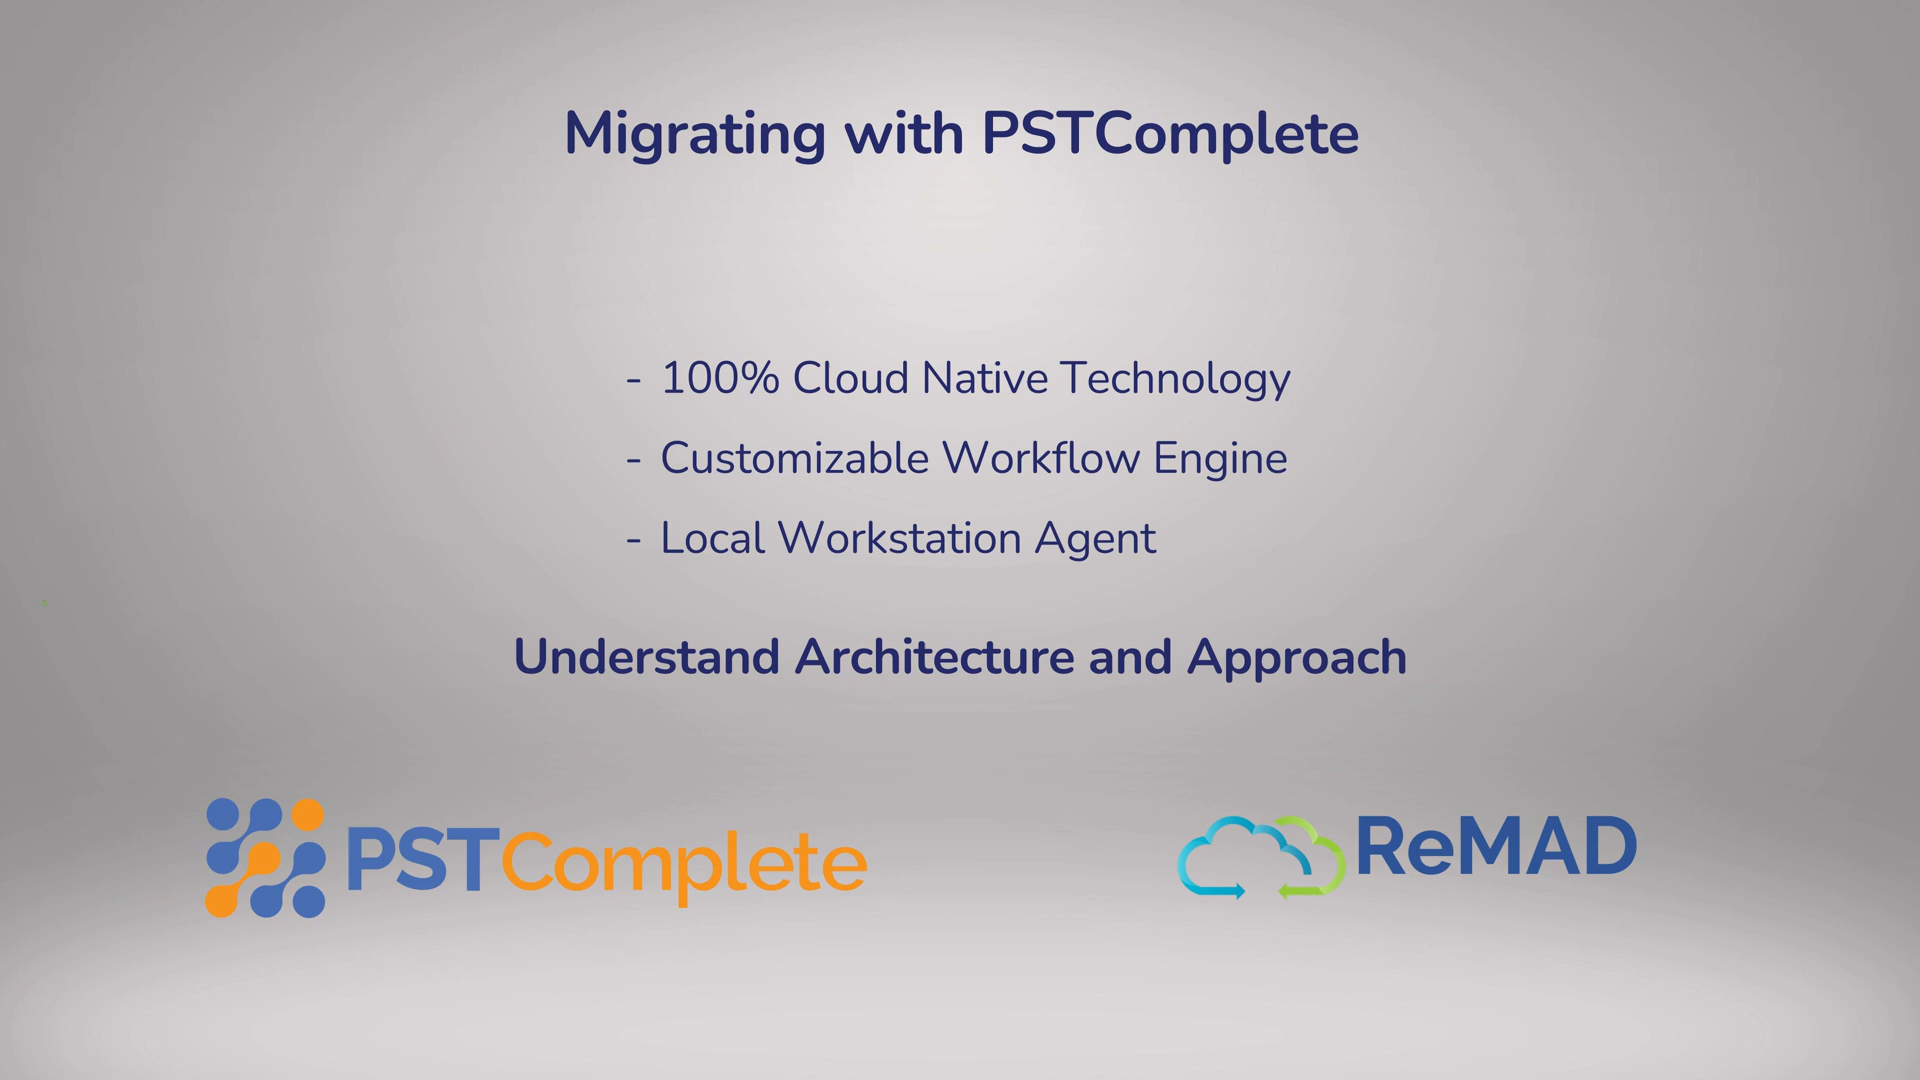 Migrating with PSTComplete
- 100% Cloud Native Technology
- Customizable Workflow Engine
- Local Workstation Agent
Understand Architecture and Approach
PSTComplete
ReMAD